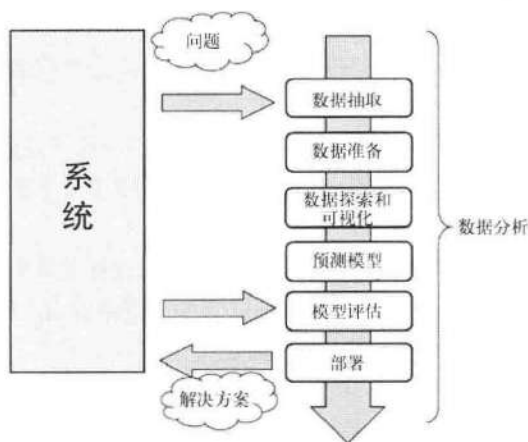 问题
系统
数据抽取
数据准备
数据探索和
可视化
预测模型
模型评估
部署
解决方案
数据分析